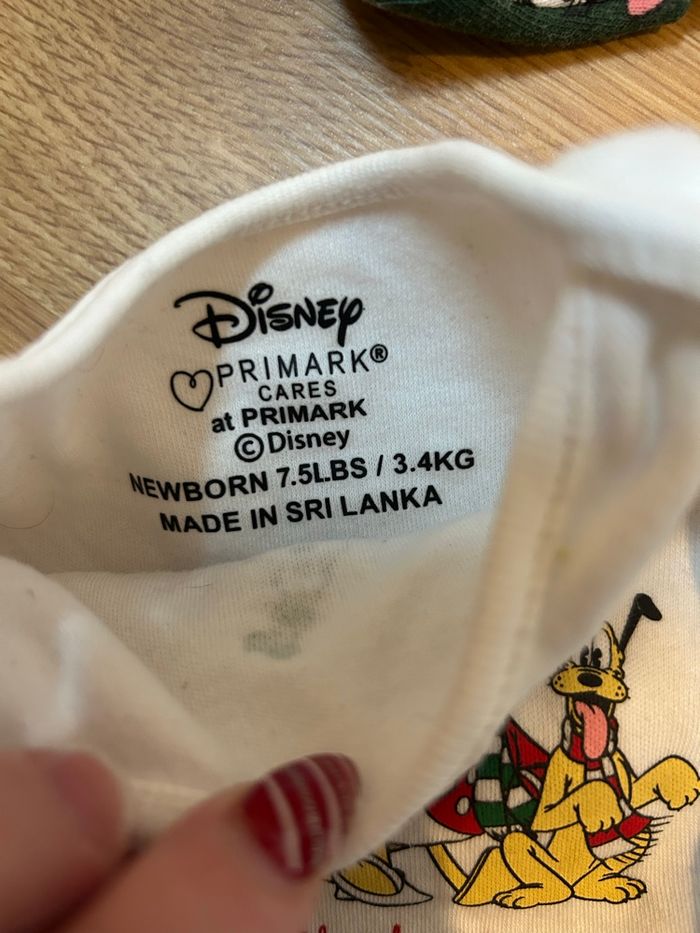 Disney
PRIMARK®
CARES
at PRIMARK
©Disney
NEWBORN 7.5LBS / 3.4KG
MADE IN SRI LANKA